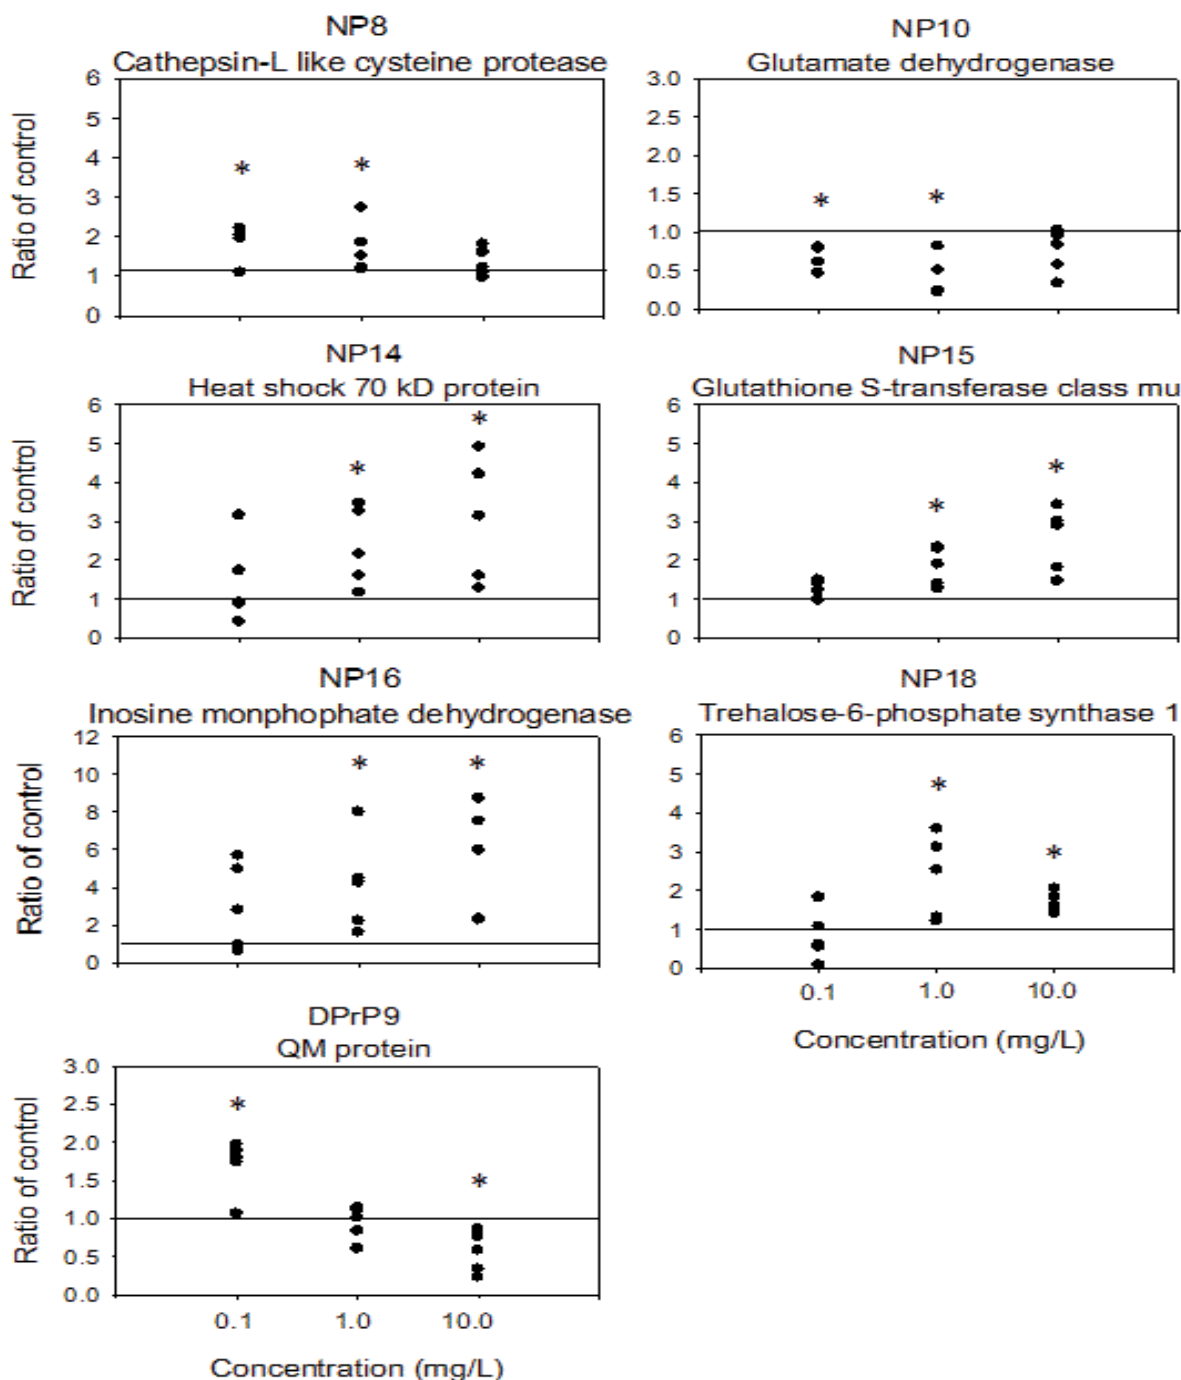 NP8
Cathepsin-L like cysteine protease
6
5
4
3
2
1
0
Ratio of control
*
*
NP10
Glutamate dehydrogenase
3.0
2.5
2.0
1.5
1.0
0.5
0.0
*
*
NP14
Heat shock 70 kD protein
6
5
4
3
2
1
0
Ratio of control
*
*
NP15
Glutathione S-transferase class mu
6
5
4
3
2
1
0
*
*
NP16
Inosine monphophate dehydrogenase
12
10
8
6
4
2
0
Ratio of control
*
*
NP18
Trehalose-6-phosphate synthase 1
6
5
4
3
2
1
0
*
*
0.1 1.0 10.0
Concentration (mg/L)
DPrP9
QM protein
3.0
2.5
2.0
1.5
1.0
0.5
0.0
Ratio of control
*
*
0.1 1.0 10.0
Concentration (mg/L)